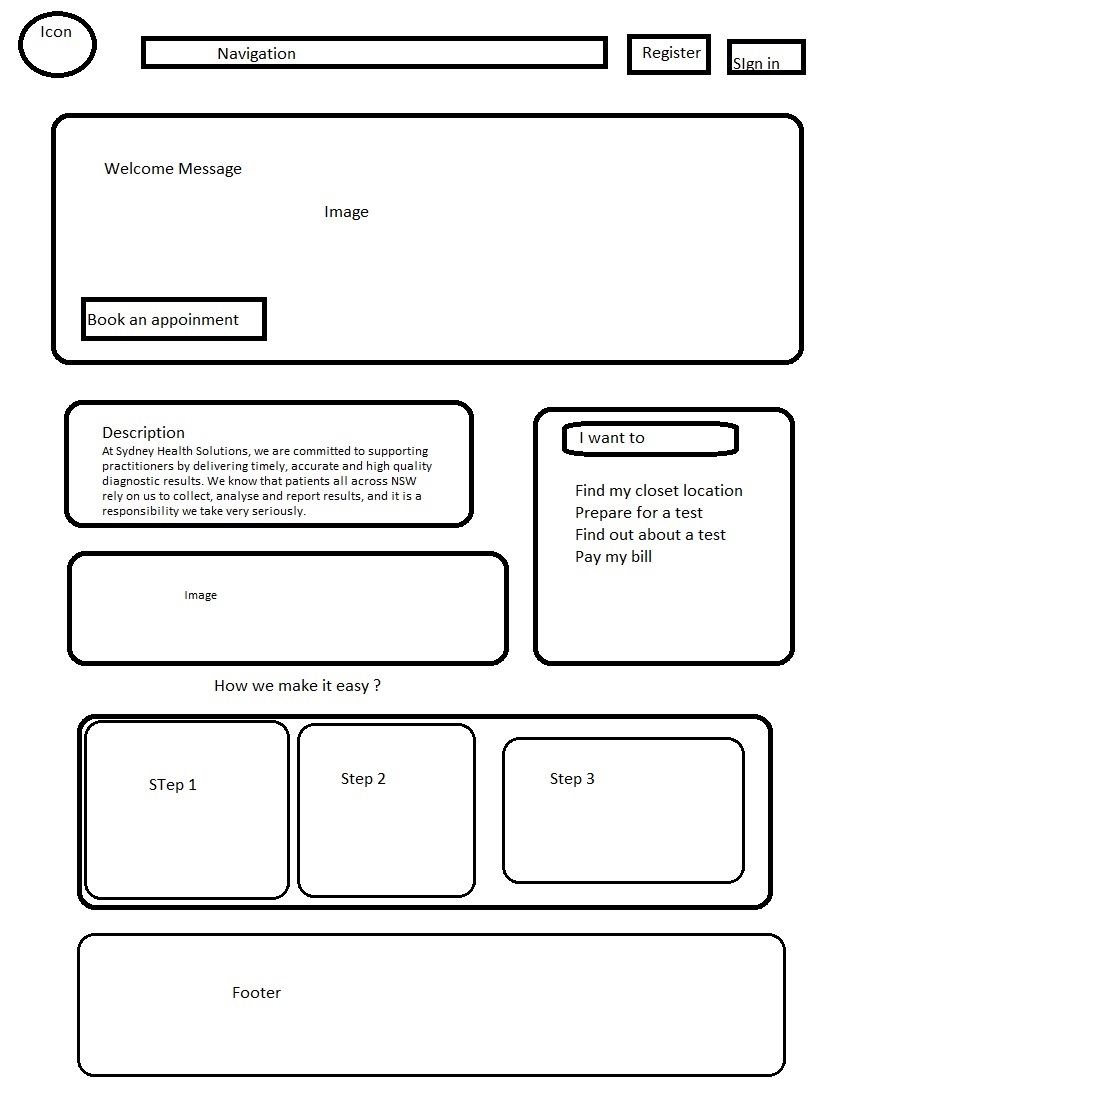 Icon
Navigation
Register
SIgn in
Welcome Message
Image
Book an appoinment
Description
At Sydney Health Solutions, we are committed to supporting
practitioners by delivering timely, accurate and high quality
diagnostic results. We know that patients all across NSW
rely on us to collect, analyse and report results, and it is a
responsibility we take very seriously.
I want to
Find my closet location
Prepare for a test
Find out about a test
Pay my bill
Image
How we make it easy ?
STep 1
Step 2
Step 3
Footer